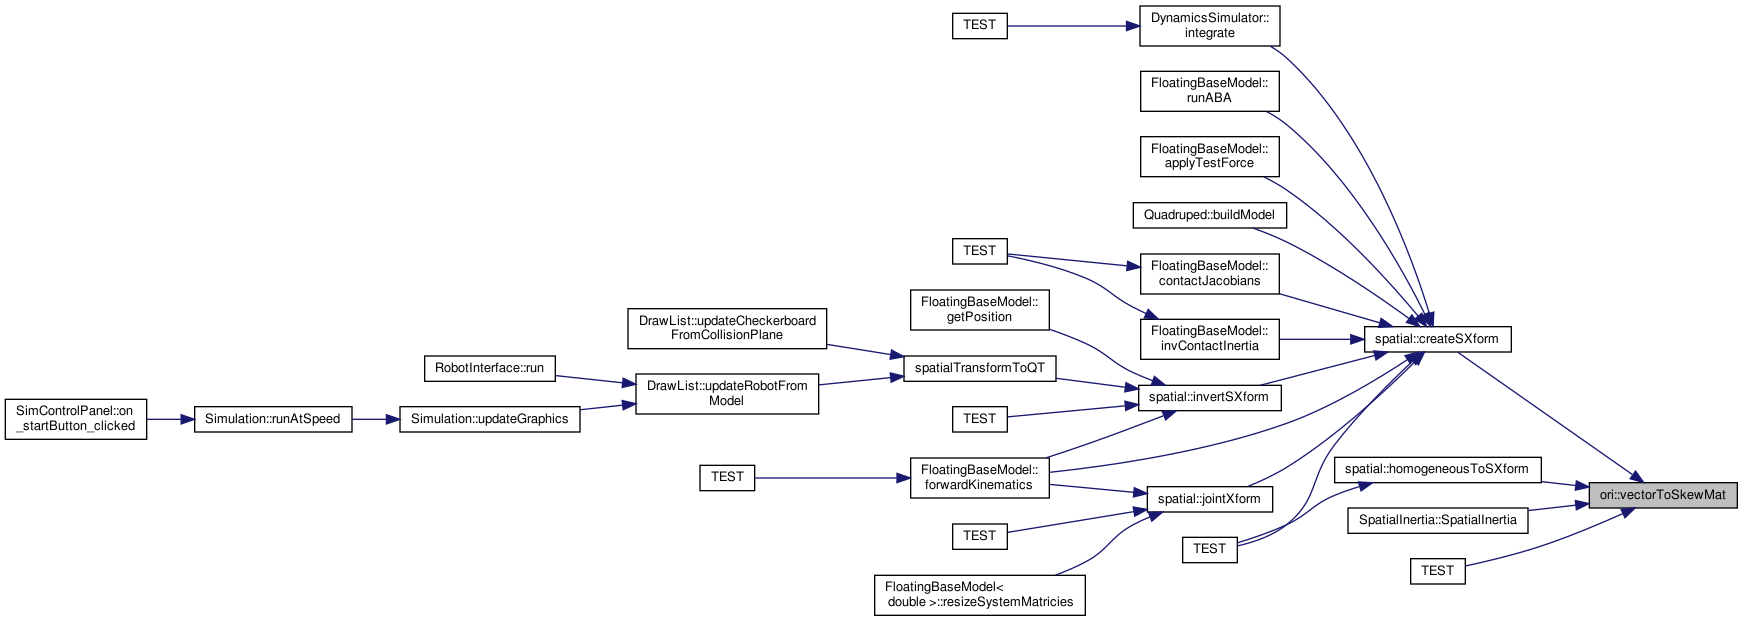 TEST
DynamicsSimulator::
integrate
FloatingBaseModel::
runABA
FloatingBaseModel::
applyTestForce
Quadruped::buildModel
TEST
FloatingBaseModel::
contactJacobians
FloatingBaseModel::
getPosition
DrawList::updateCheckerboard
FromCollisionPlane
FloatingBaseModel::
invContactInertia
spatial::createSXform
RobotInterface::run
spatialTransformToQT
DrawList::updateRobotFrom
Model
spatial::invertSXform
SimControlPanel::on
_startButton_clicked
Simulation::runAtSpeed
Simulation::updateGraphics
TEST
TEST
FloatingBaseModel::
forwardKinematics
spatial::homogeneousToSXform
spatial::jointXform
ori::vectorToSkewMat
SpatialInertia::SpatialInertia
TEST
TEST
TEST
FloatingBaseModel<
double >::resizeSystemMatricies